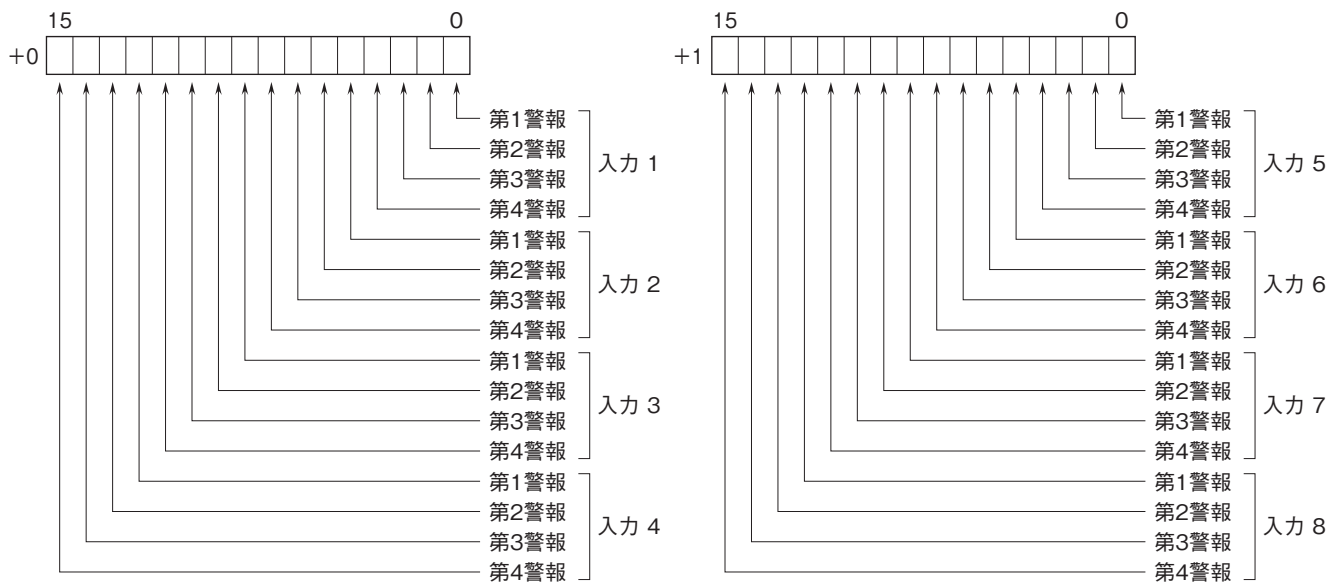 15 0
+0
第1警報
第2警報
第3警報
第4警報
入力 1
第1警報
第2警報
第3警報
第4警報
入力 2
第1警報
第2警報
第3警報
第4警報
入力 3
第1警報
第2警報
第3警報
第4警報
入力 4
15 0
+1
第1警報
第2警報
第3警報
第4警報
入力 5
第1警報
第2警報
第3警報
第4警報
入力 6
第1警報
第2警報
第3警報
第4警報
入力 7
第1警報
第2警報
第3警報
第4警報
入力 8